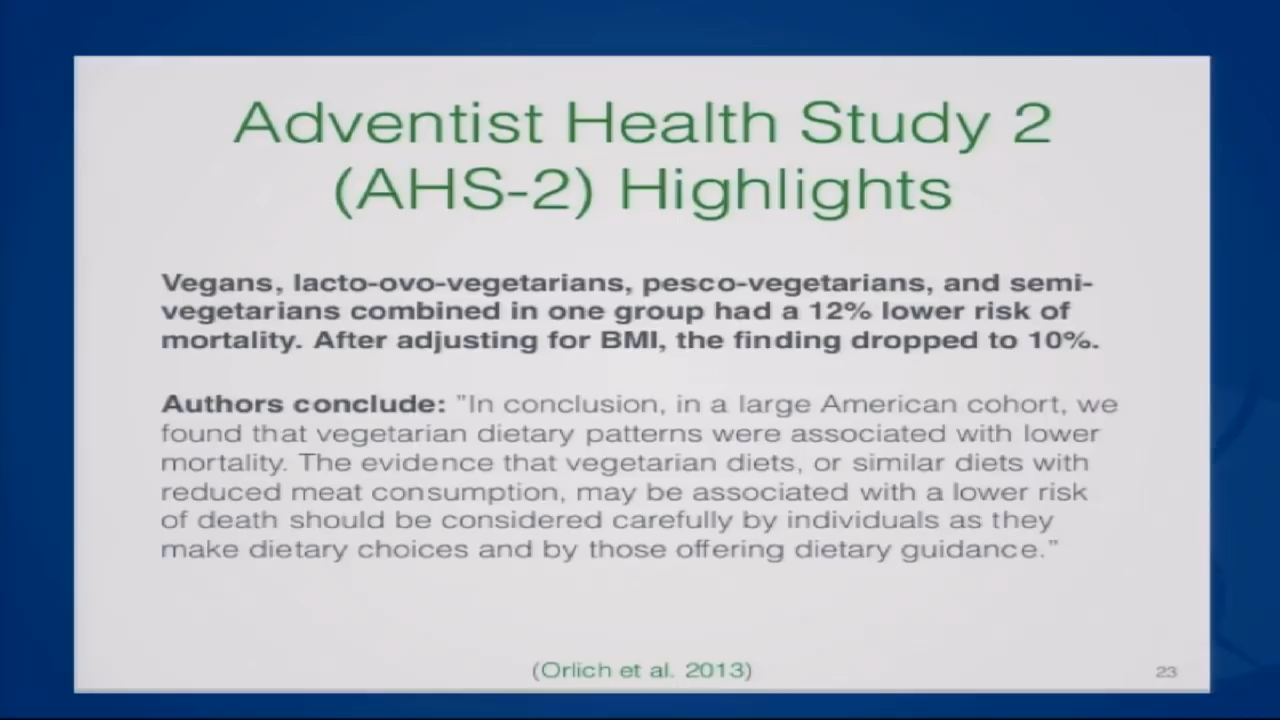 Adventist Health Study 2
(AHS-2) Highlights
Vegans, lacto-ovo-vegetarians, pesco-vegetarians, and semi-
vegetarians combined in one group had a 12% lower risk of
mortality. After adjusting for BMI, the finding dropped to 10%.
Authors conclude: ”In conclusion, in a large American cohort, we
found that vegetarian dietary patterns were associated with lower
mortality. The evidence that vegetarian diets, or similar diets with
reduced meat consumption, may be associated with a lower risk
of death should be considered carefully by individuals as they
make dietary choices and by those offering dietary guidance.”
(Orlich et al. 2013)
23